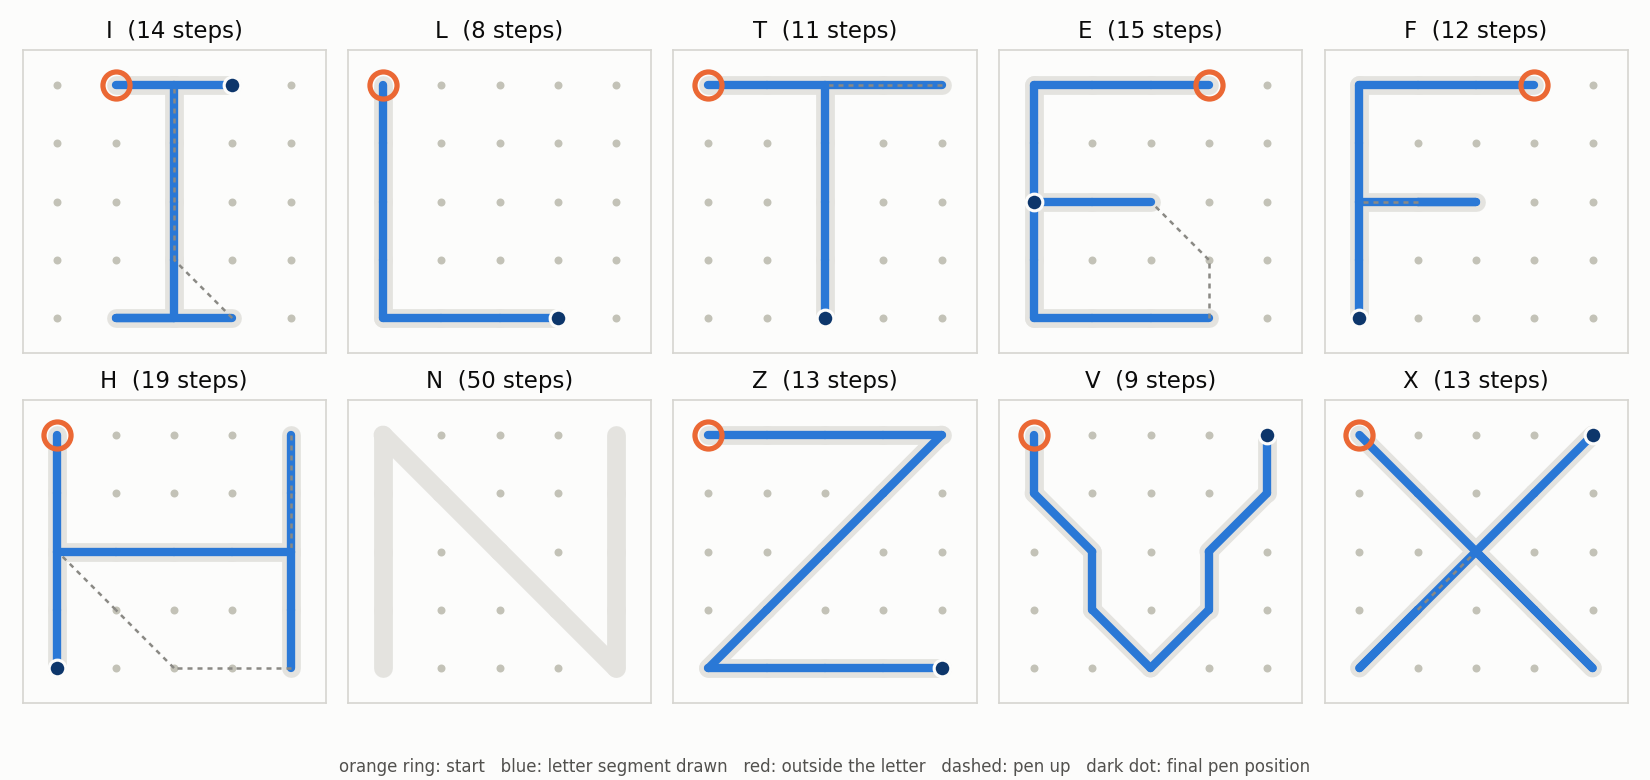 I  (14 steps)
L  (8 steps)
T  (11 steps)
E  (15 steps)
F  (12 steps)
H  (19 steps)
N  (50 steps)
Z  (13 steps)
V  (9 steps)
X  (13 steps)
orange ring: start   blue: letter segment drawn   red: outside the letter   dashed: pen up   dark dot: final pen position